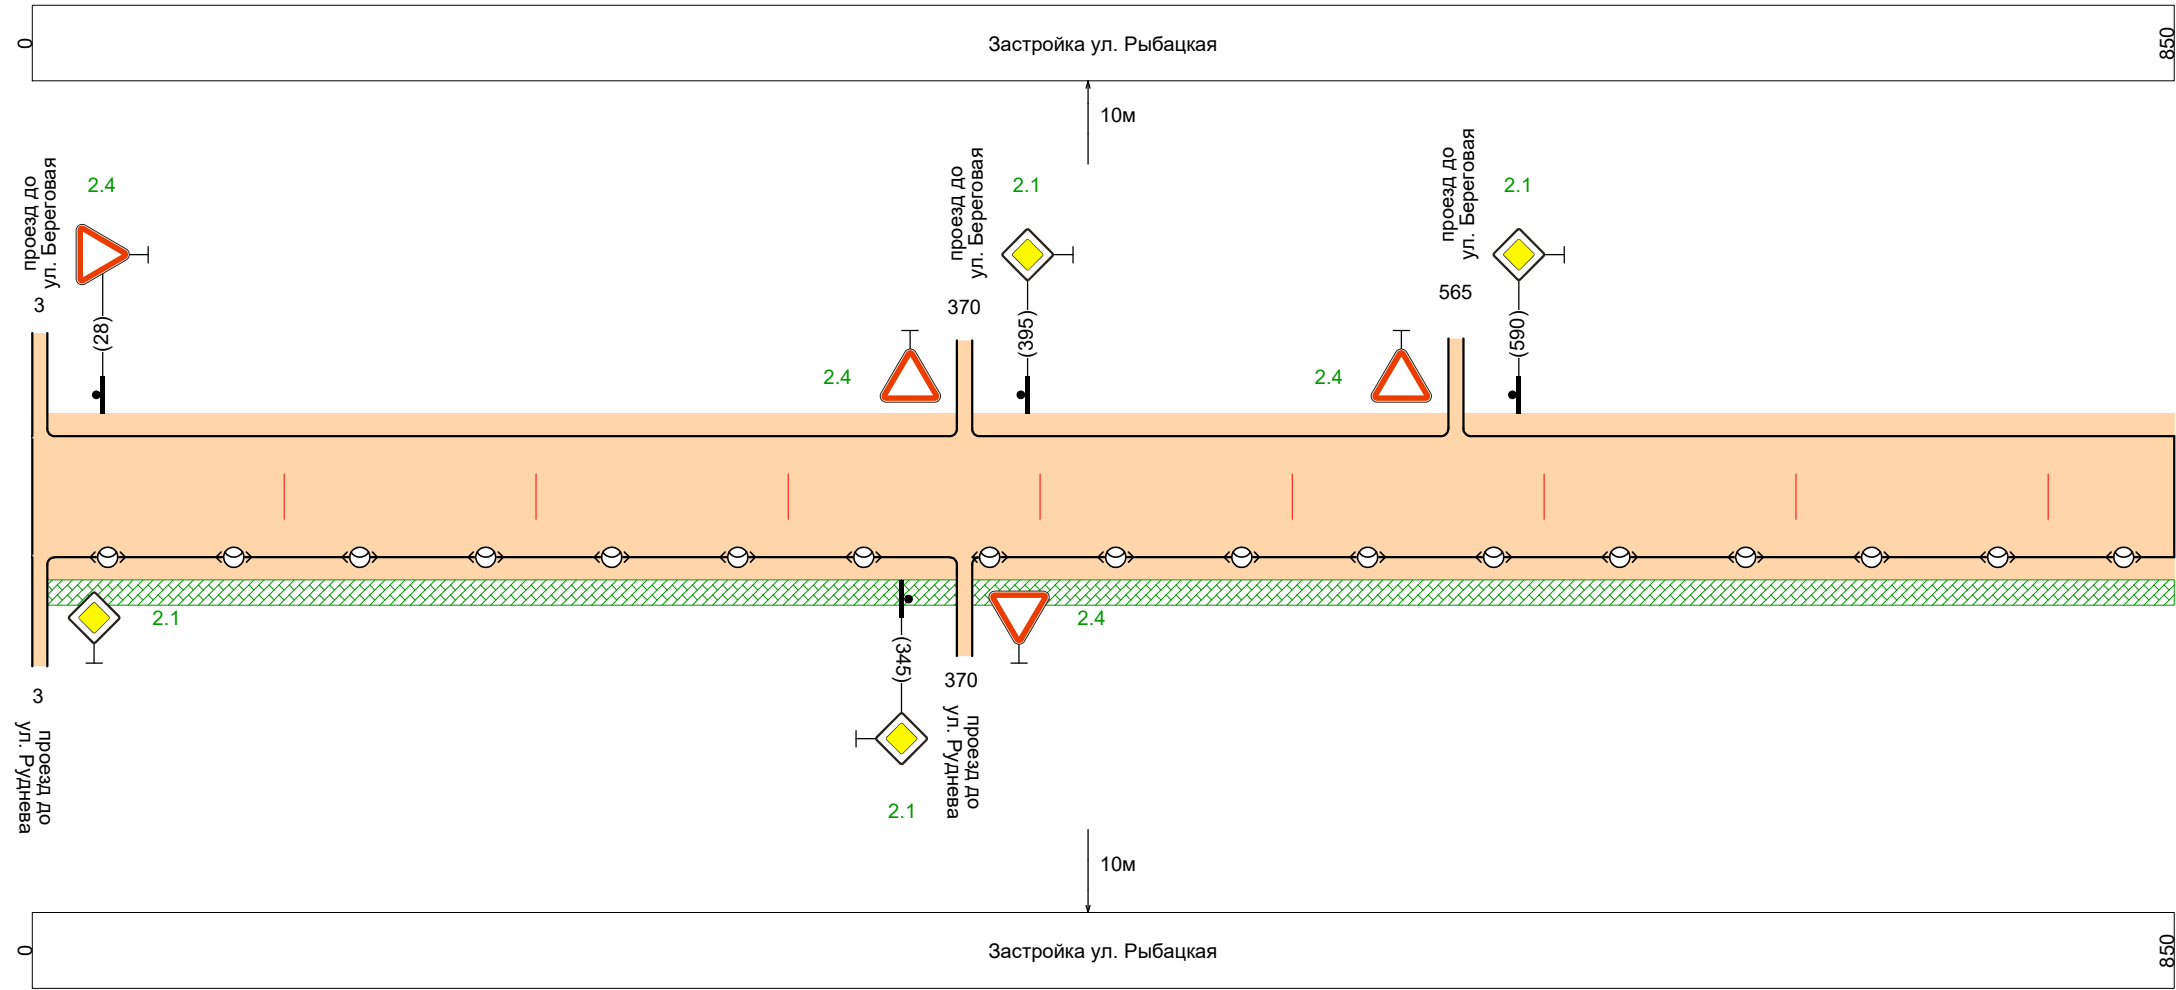 0
Застройка ул. Рыбацкая
850
10м
проезд до
ул. Береговая
3
2.4
(28)
проезд до
ул. Береговая
370
2.1
(395)
проезд до
ул. Береговая
565
2.1
(590)
2.4
2.4
2.1
2.4
3
проезд до
ул. Руднева
(345)
2.1
370
проезд до
ул. Руднева
10м
0
Застройка ул. Рыбацкая
850